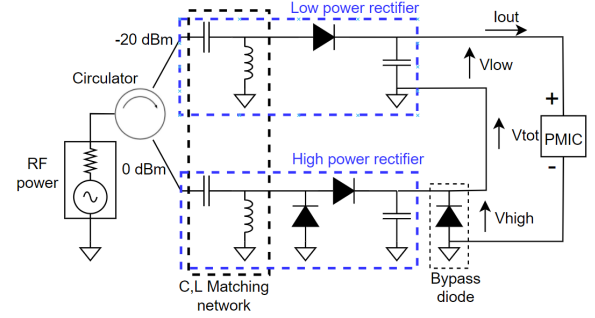 Low power rectifier
Iout
-20 dBm
Vlow
Circulator
+
Vtot
PMIC
RF
power
0 dBm
High power rectifier
-
Vhigh
C,L Matching
network
Bypass
diode